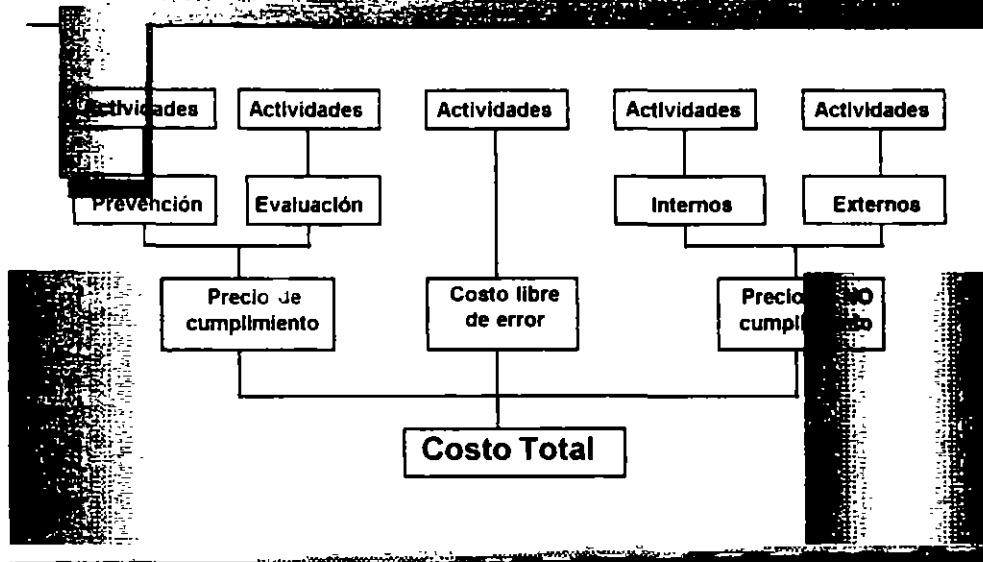 Actividades Actividades Actividades Actividades Actividades
Prevención Evaluación Internos Externos
Precio de Costo libre Precio NO
cumplimiento de error
Costo Total